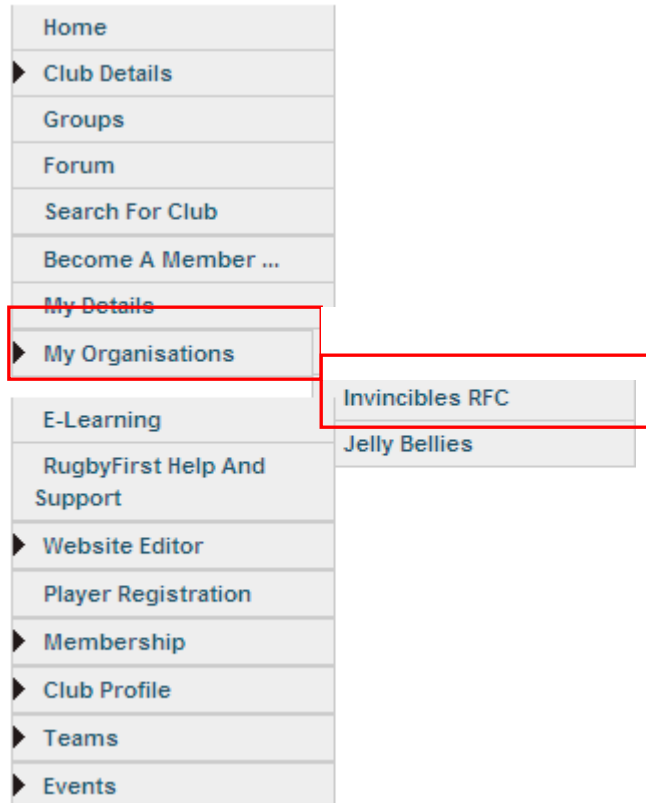 Home
Club Details
Groups
Forum
Search For Club
Become A Member ...
My Details
My Organisations
Invincibles RFC
Jelly Bellies
E-Learning
RugbyFirst Help And
Support
Website Editor
Player Registration
Membership
Club Profile
Teams
Events